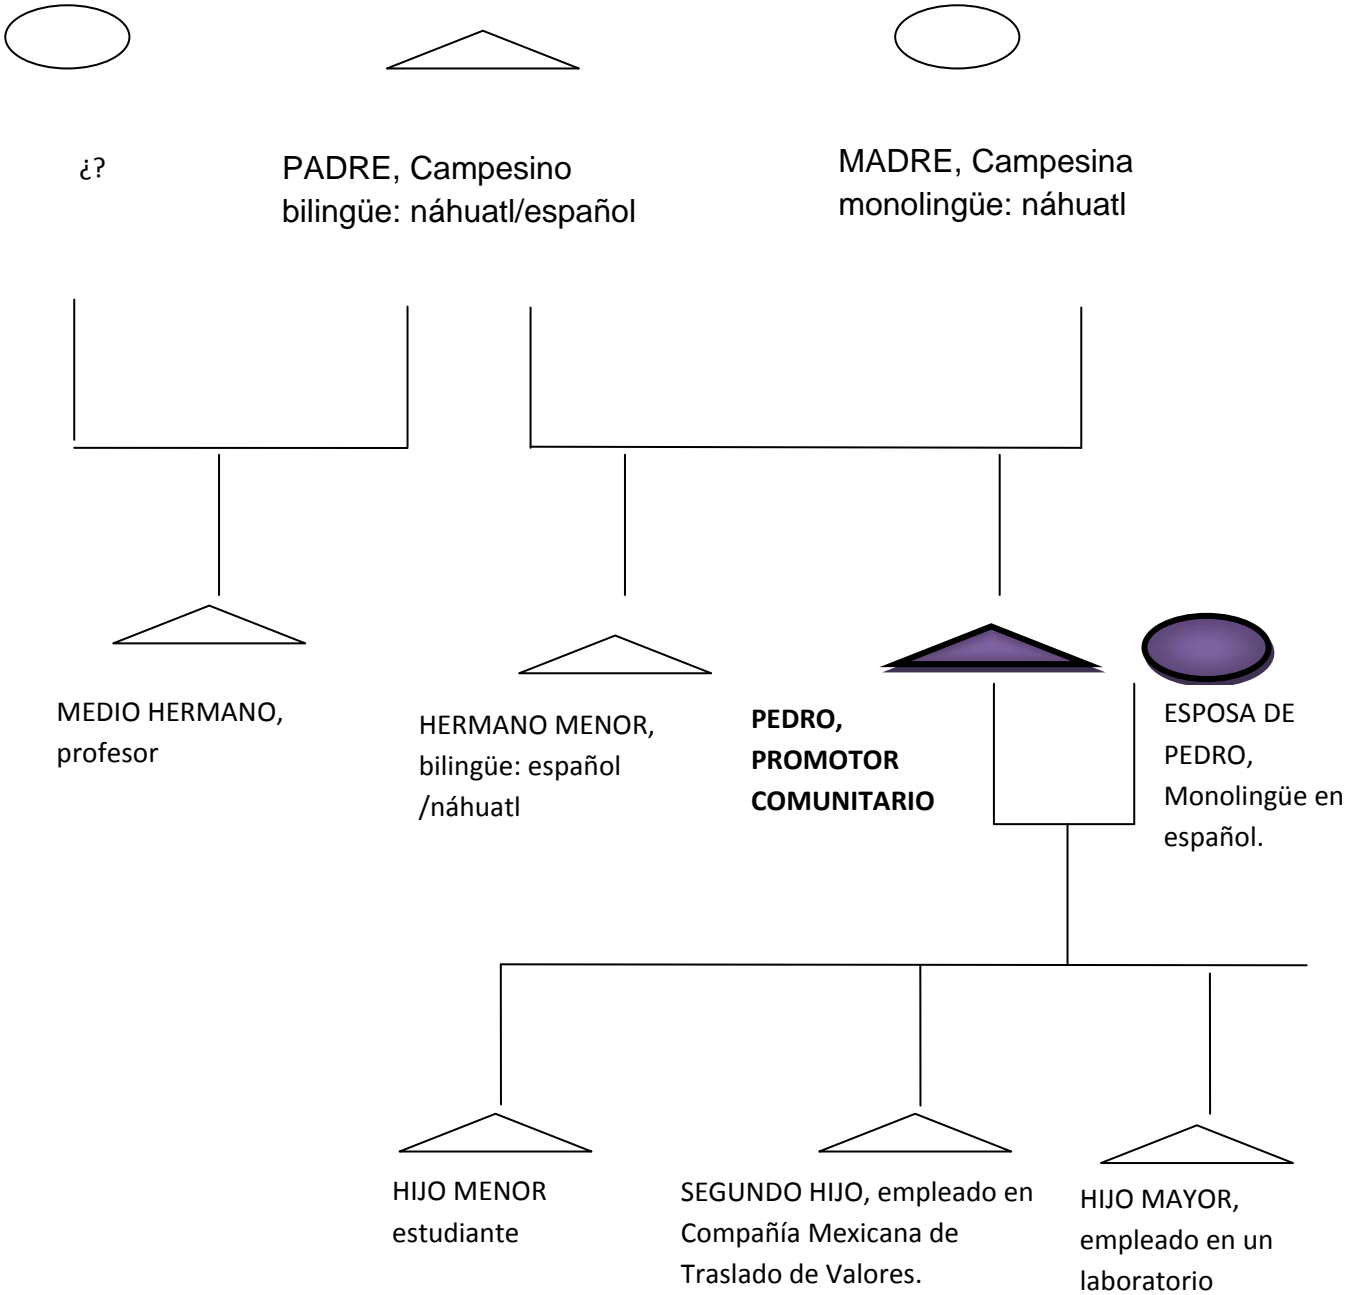 ¿?
PADRE, Campesino
bilingüe: náhuatl/español
MADRE, Campesina
monolingüe: náhuatl
MEDIO HERMANO,
profesor
HERMANO MENOR,
bilingüe: español
/náhuatl
PEDRO,
PROMOTOR
COMUNITARIO
ESPOSA DE
PEDRO,
Monolingüe en
español.
HIJO MENOR
estudiante
SEGUNDO HIJO, empleado en
Compañía Mexicana de
Traslado de Valores.
HIJO MAYOR,
empleado en un
laboratorio